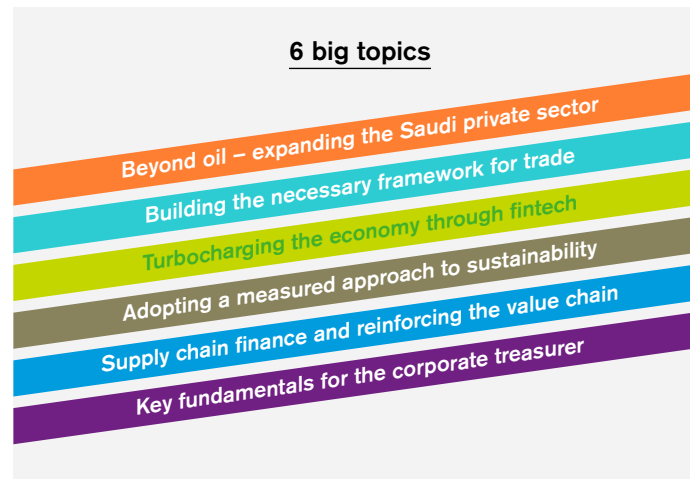 6 big topics
Beyond oil – expanding the Saudi private sector
Building the necessary framework for trade
Turbocharging the economy through fintech
Adopting a measured approach to sustainability
Supply chain finance and reinforcing the value chain
Key fundamentals for the corporate treasurer